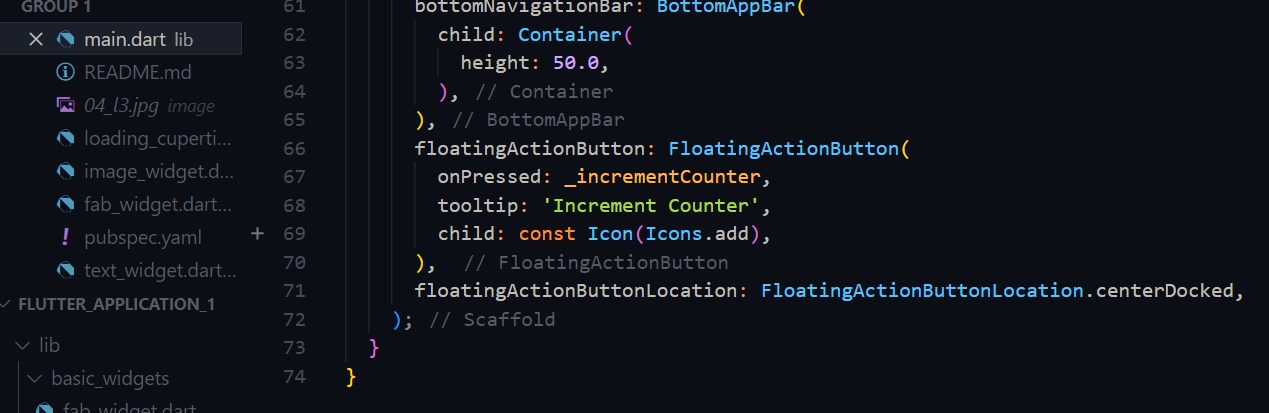 GROUP 1
main.dart lib
README.md
04_l3.jpg image
loading_cuperti...
image_widget.d...
fab_widget.dart...
pubspec.yaml
text_widget.dart...
FLUTTER_APPLICATION_1
lib
basic_widgets
fab_widget.dart
61 bottomNavigationBar: BottomAppBar(
62 child: Container(
63 height: 50.0,
64 ), // Container
65 ), // BottomAppBar
66 floatingActionButton: FloatingActionButton(
67 onPressed: _incrementCounter,
68 tooltip: 'Increment Counter',
+ 69 child: const Icon(Icons.add),
70 ), // FloatingActionButton
71 floatingActionButtonLocation: FloatingActionButtonLocation.centerDocked,
72 ); // Scaffold
73 }
74 }